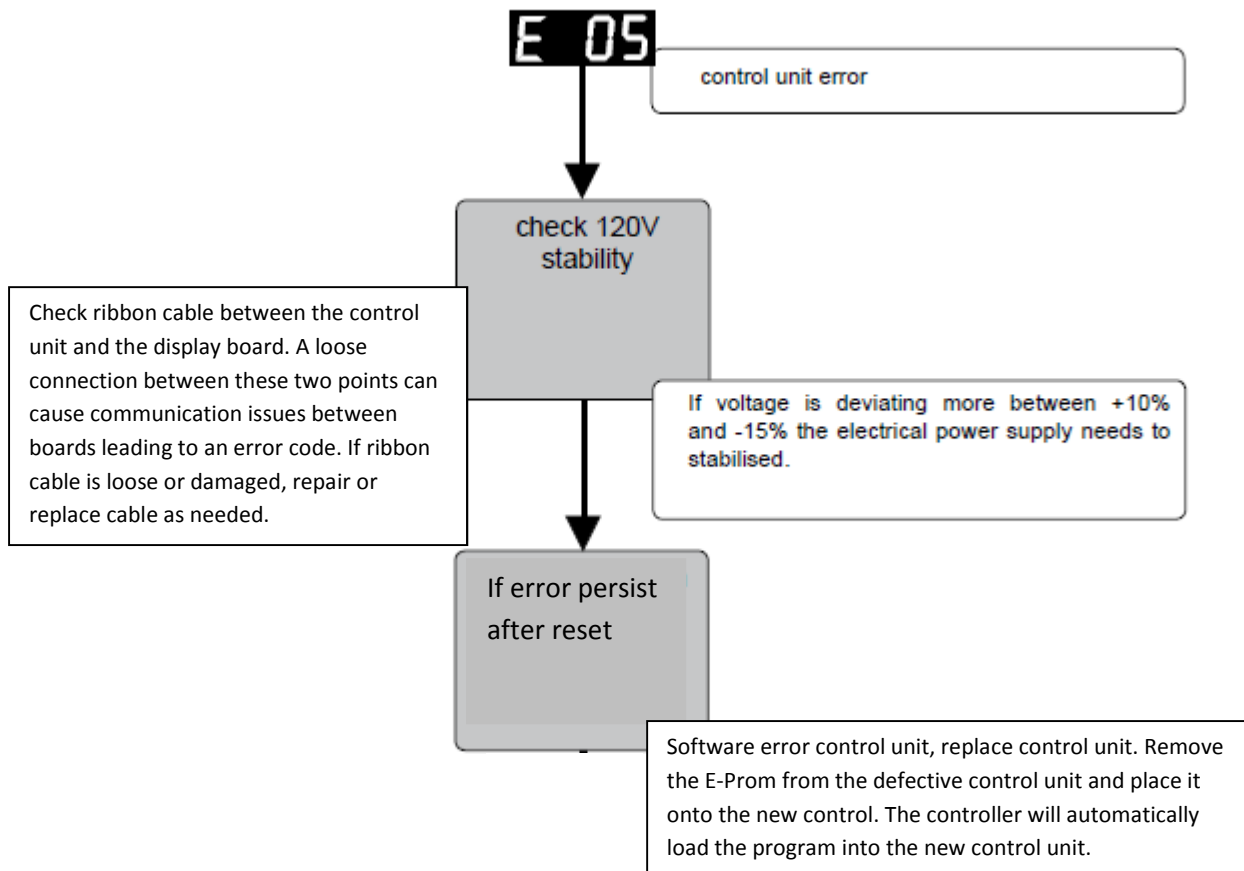 E 05
control unit error
check 120V
stability
Check ribbon cable between the control
unit and the display board. A loose
connection between these two points can
cause communication issues between
boards leading to an error code. If ribbon
cable is loose or damaged, repair or
replace cable as needed.
If voltage is deviating more between +10%
and -15% the electrical power supply needs to
stabilised.
If error persist
after reset
Software error control unit, replace control unit. Remove
the E-Prom from the defective control unit and place it
onto the new control. The controller will automatically
load the program into the new control unit.